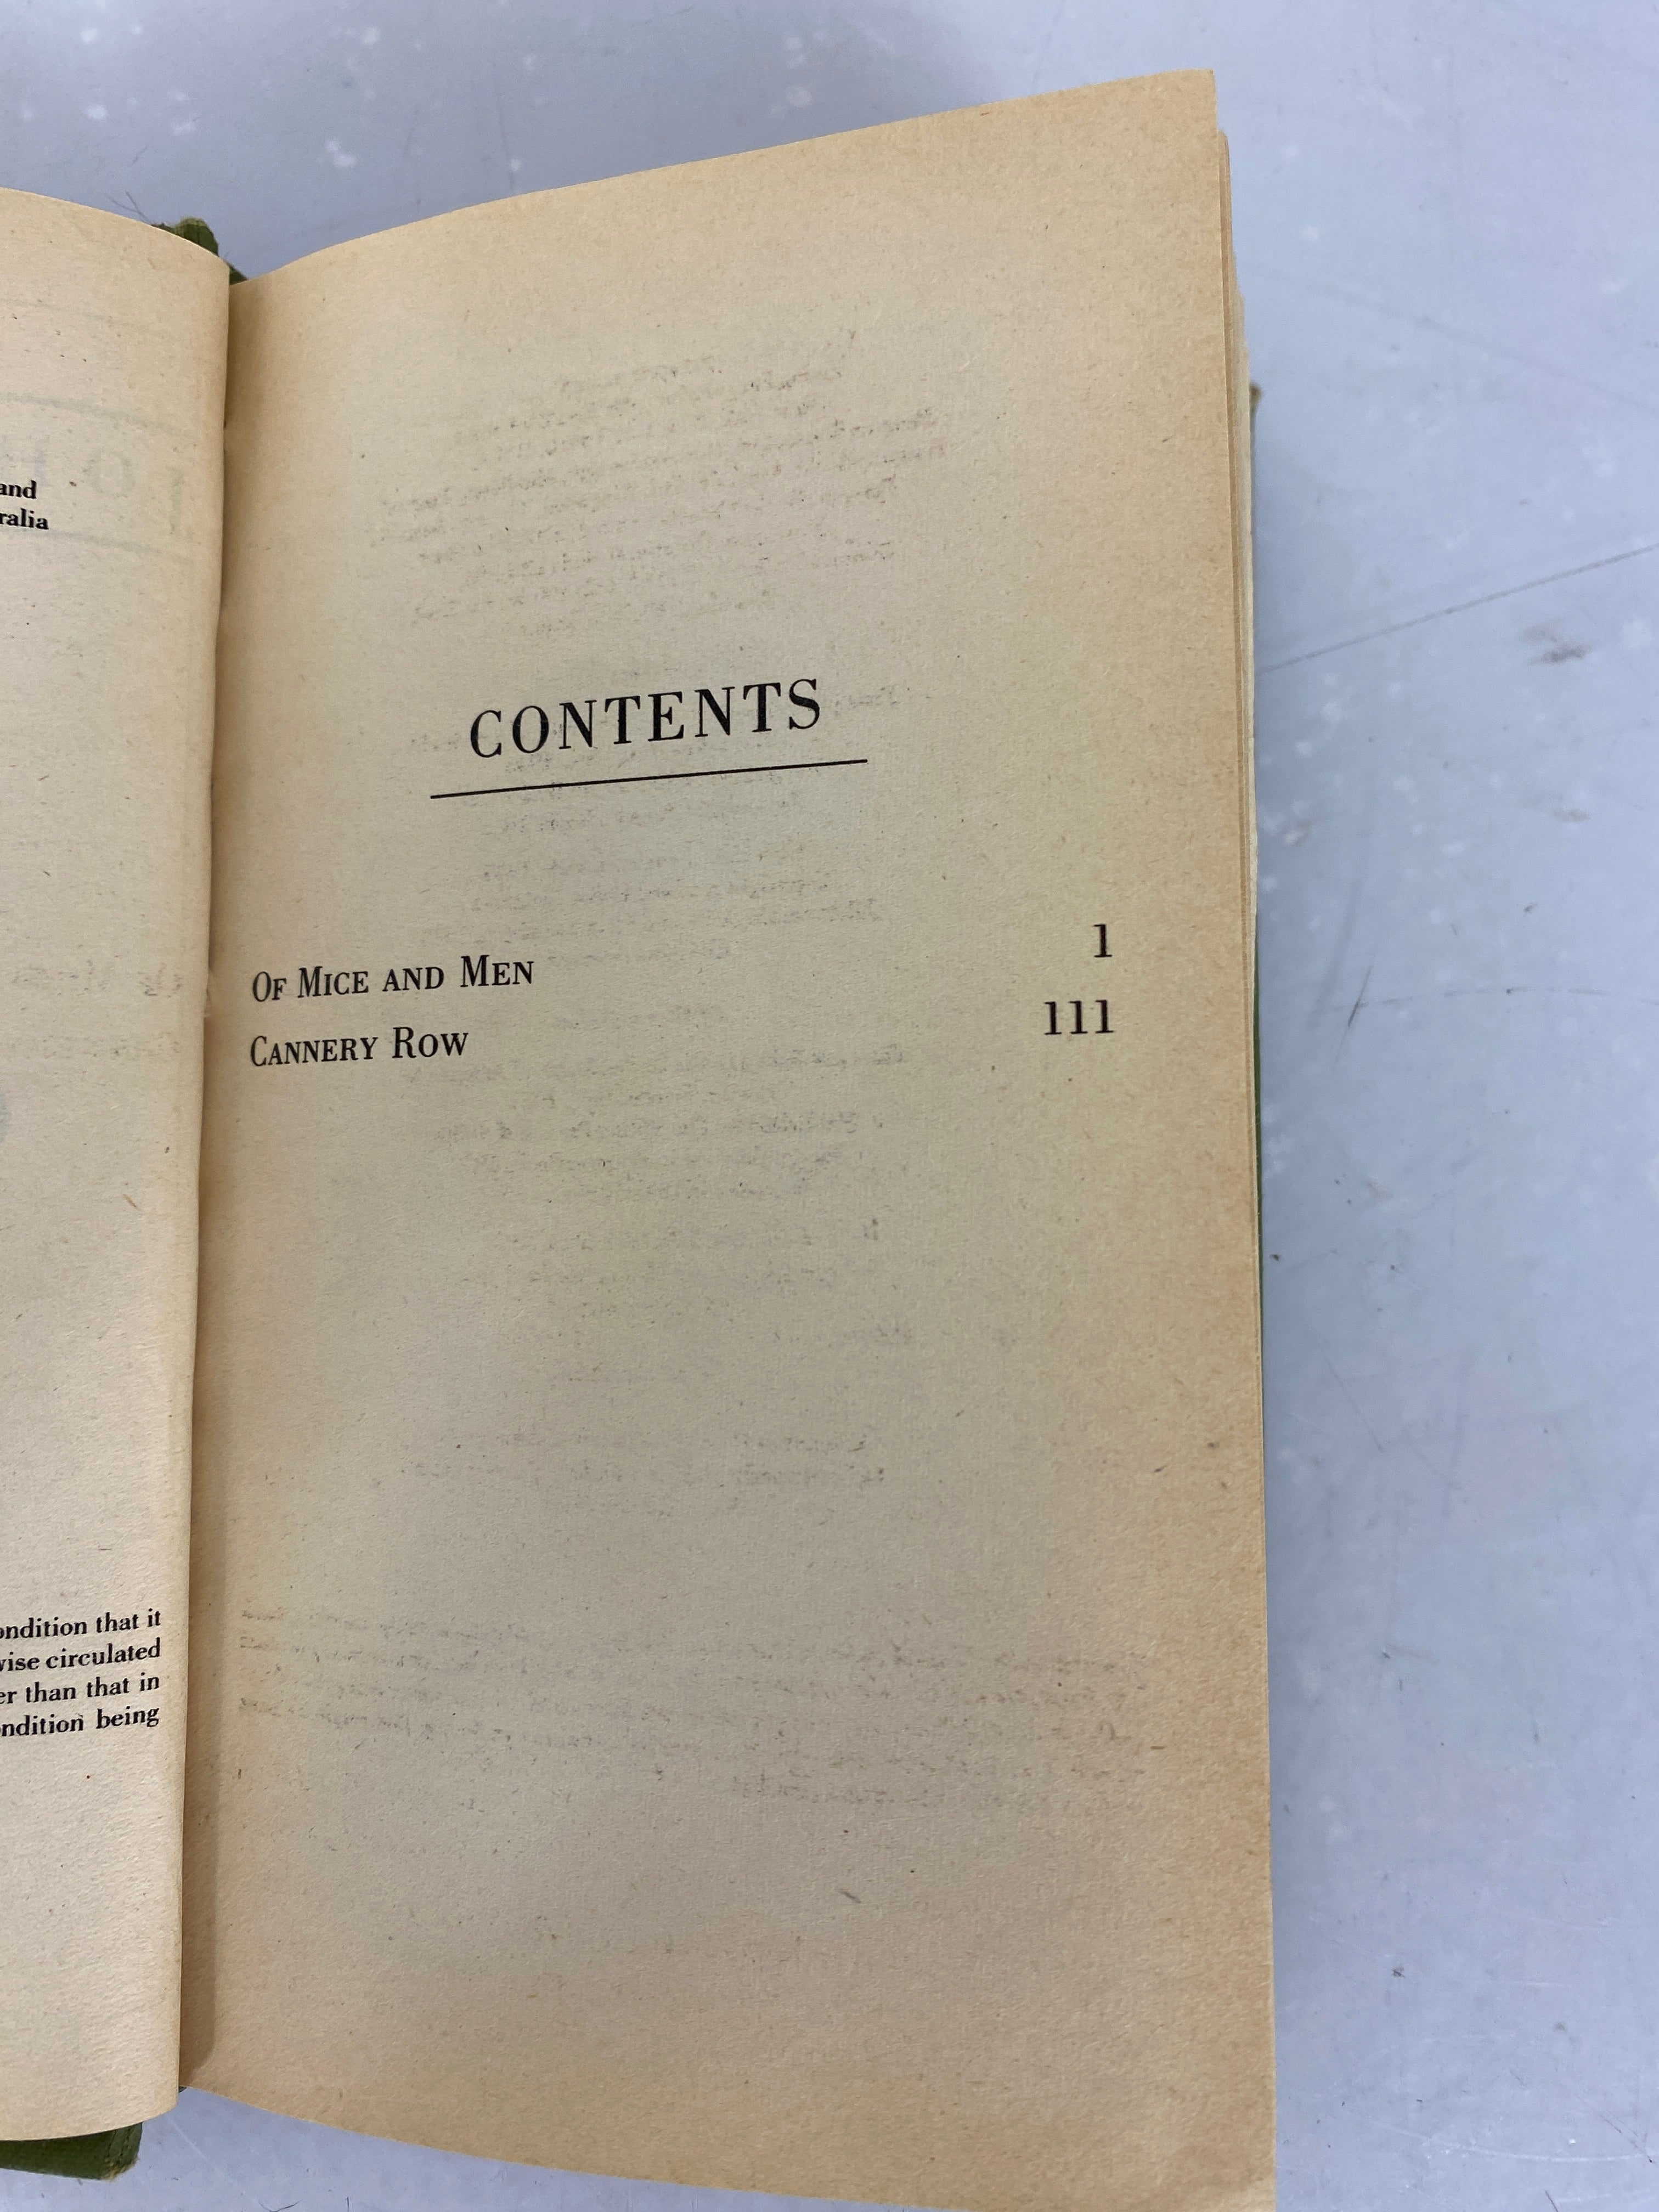 and
ralia
ondition that it
wise circulated
er than that in
ondition being
CONTENTS
OF MICE AND MEN 1
CANNERY ROW 111